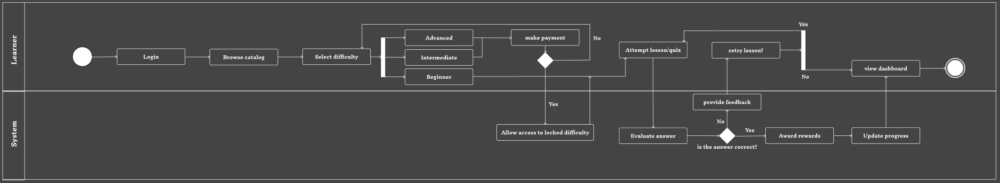 Learner
Login
Browse catalog
Select difficulty
Advanced
Intermediate
Beginner
make payment
No
Yes
Attempt lesson/quiz
retry lesson?
Yes
No
view dashboard
System
Allow access to locked difficulty
Evaluate answer
provide feedback
No
Yes
is the answer correct?
Award rewards
Update progress